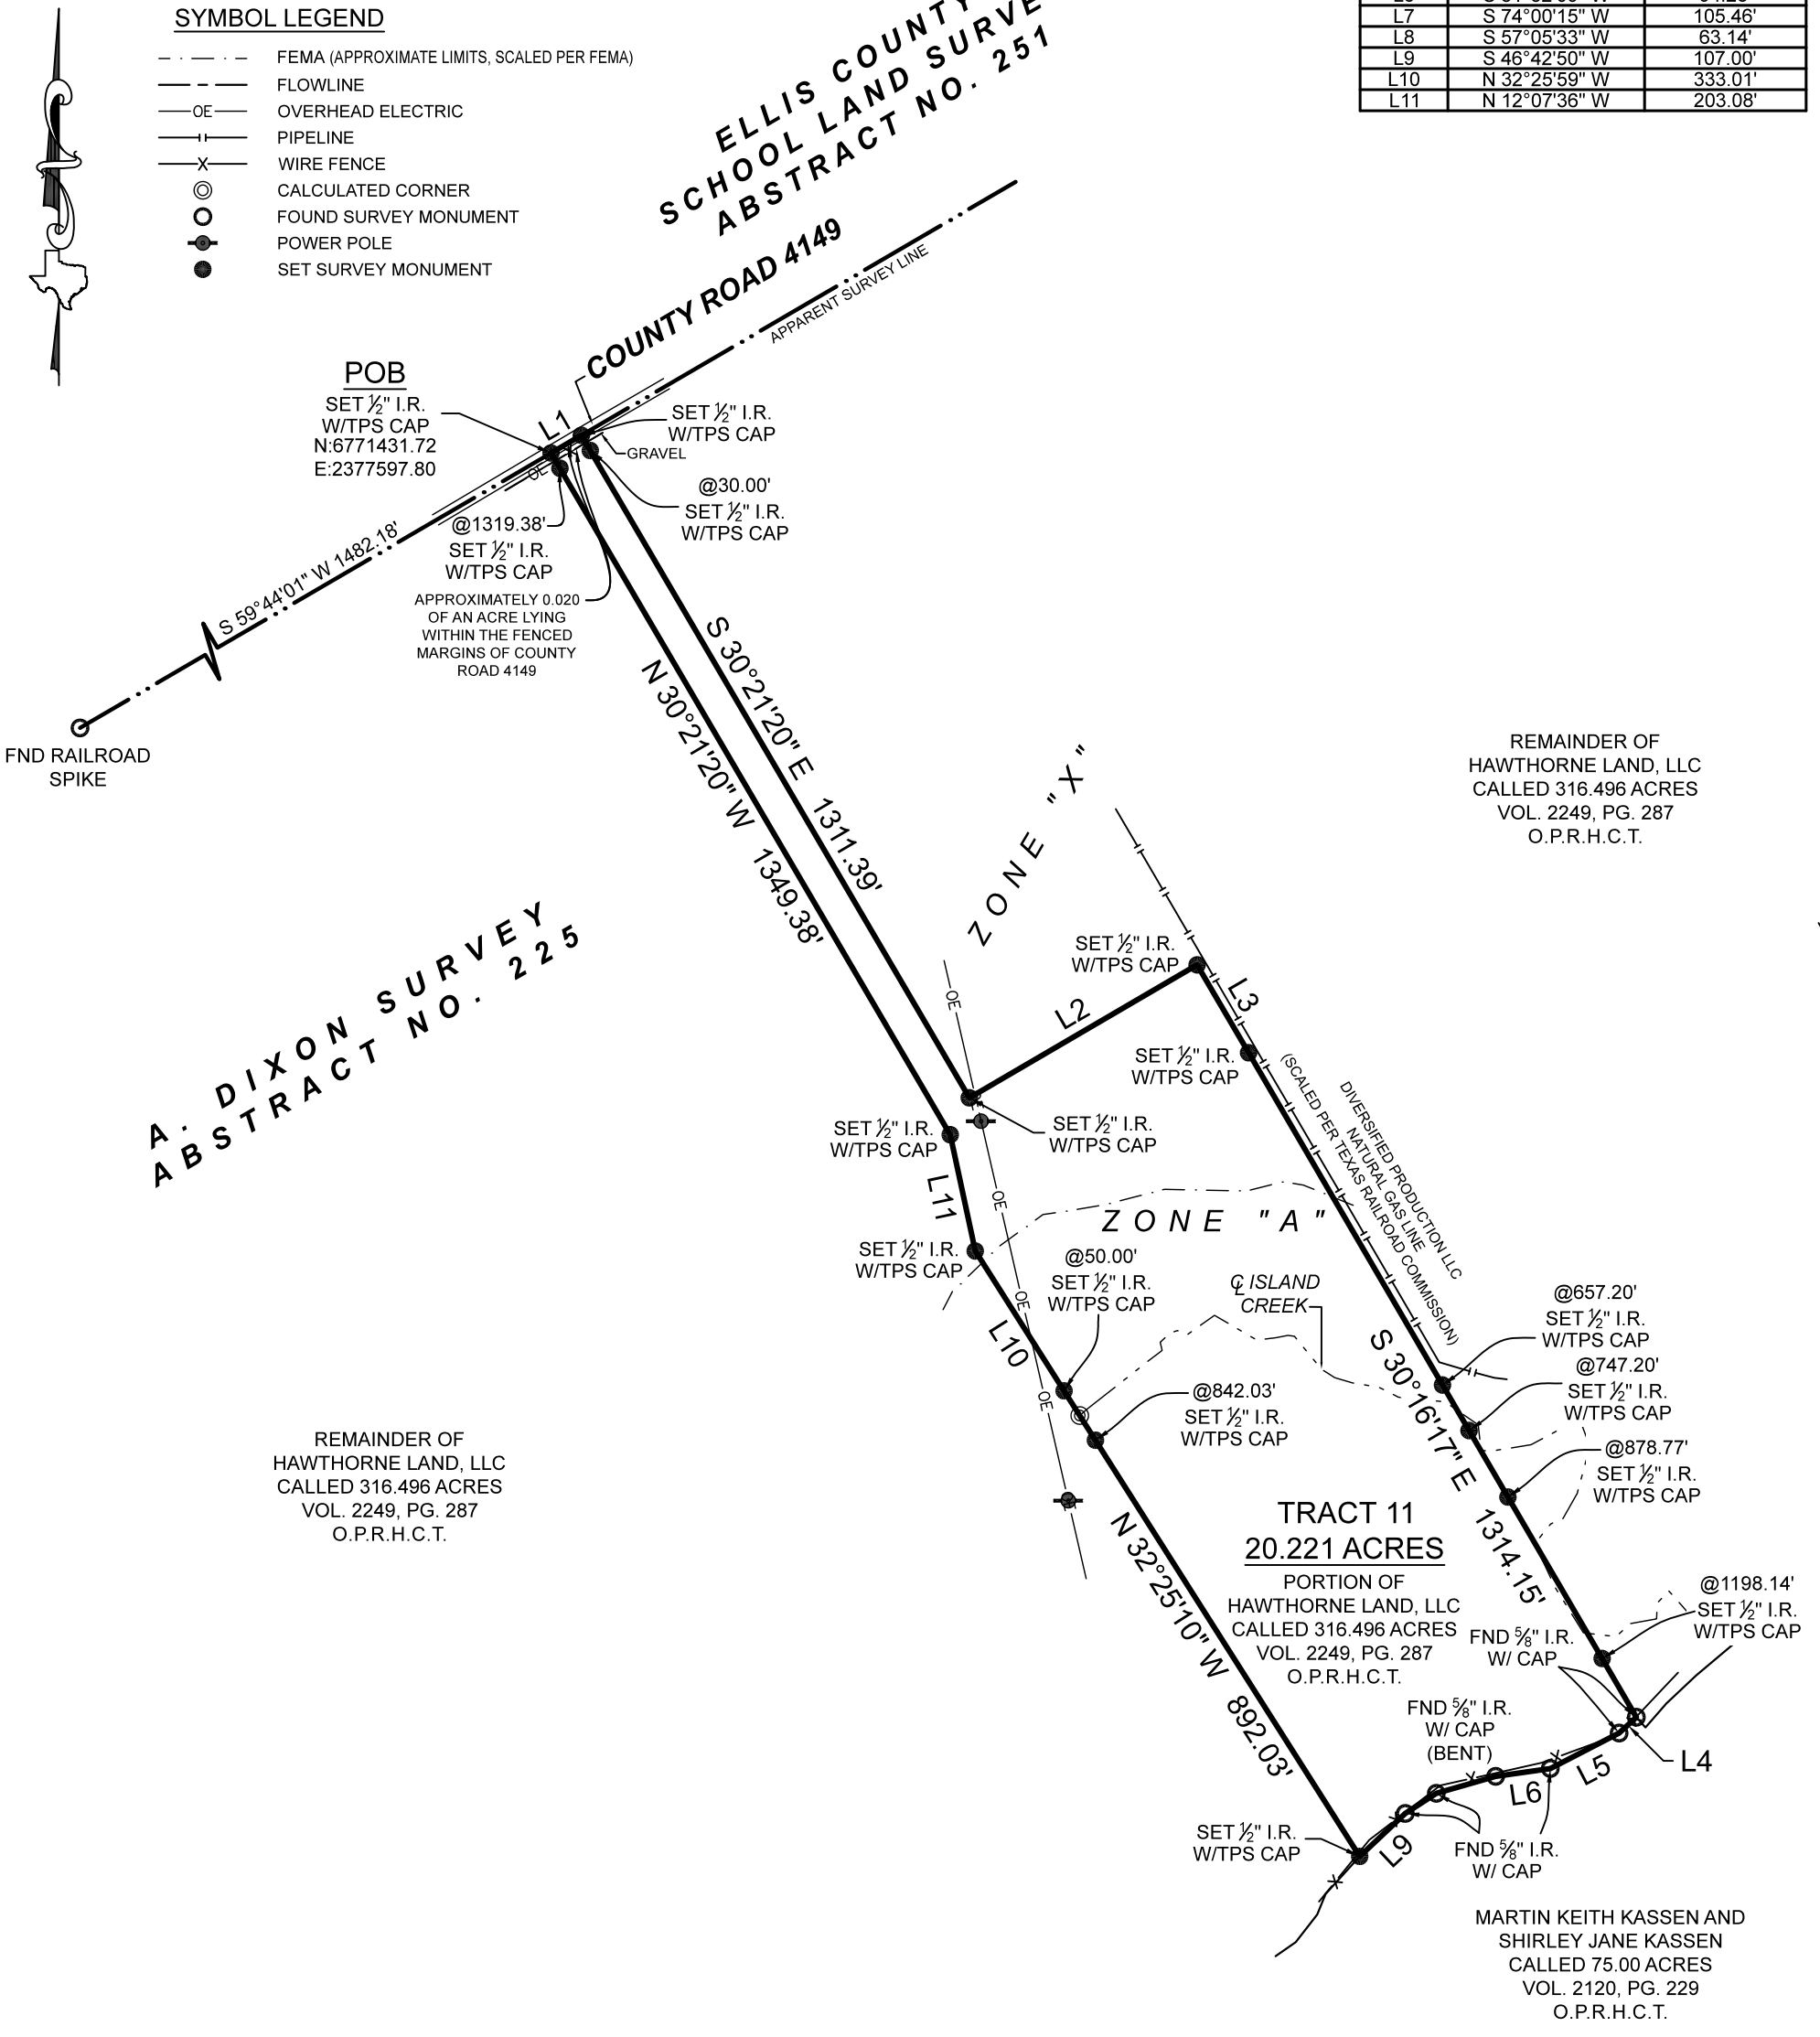 SYMBOL LEGEND
FEMA (APPROXIMATE LIMITS, SCALED PER FEMA)
FLOWLINE
OE OVERHEAD ELECTRIC
PIPELINE
X WIRE FENCE
CALCULATED CORNER
FOUND SURVEY MONUMENT
POWER POLE
SET SURVEY MONUMENT
ELLIS COUNTY
SCHOOL LAND SURVE
ABSTRACT NO. 251
L7 S 74°00'15" W 105.46'
L8 S 57°05'33" W 63.14'
L9 S 46°42'50" W 107.00'
L10 N 32°25'59" W 333.01'
L11 N 12°07'36" W 203.08'
COUNTY ROAD 4149
APPARENT SURVEY LINE
POB
SET ½" I.R.
W/TPS CAP
N:6771431.72
E:2377597.80
L1
SET ½" I.R.
W/TPS CAP
GRAVEL
OE
@30.00'
SET ½" I.R.
W/TPS CAP
@1319.38'
SET ½" I.R.
W/TPS CAP
APPROXIMATELY 0.020
OF AN ACRE LYING
WITHIN THE FENCED
MARGINS OF COUNTY
ROAD 4149
S 59°44'01" W 1482.18'
FND RAILROAD
SPIKE
S 30°21'20" E 1311.39'
N 30°21'20" W 1349.38'
ZONE "X"
REMAINDER OF
HAWTHORNE LAND, LLC
CALLED 316.496 ACRES
VOL. 2249, PG. 287
O.P.R.H.C.T.
A. DIXON SURVEY
ABSTRACT NO. 225
SET ½" I.R.
W/TPS CAP
OE
L2
L3
SET ½" I.R.
W/TPS CAP
SET ½" I.R.
W/TPS CAP
SET ½" I.R.
W/TPS CAP
DIVERSIFIED PRODUCTION LLC
NATURAL GAS LINE
(SCALED PER TEXAS RAILROAD COMMISSION)
L11
OE
ZONE "A"
SET ½" I.R.
W/TPS CAP
@50.00'
SET ½" I.R.
W/TPS CAP
℄ ISLAND
CREEK
OE
L10
@657.20'
SET ½" I.R.
W/TPS CAP
@747.20'
SET ½" I.R.
W/TPS CAP
OE
@842.03'
SET ½" I.R.
W/TPS CAP
S 30°16'17" E 1314.15'
@878.77'
SET ½" I.R.
W/TPS CAP
REMAINDER OF
HAWTHORNE LAND, LLC
CALLED 316.496 ACRES
VOL. 2249, PG. 287
O.P.R.H.C.T.
N 32°25'10" W 892.03'
TRACT 11
20.221 ACRES
PORTION OF
HAWTHORNE LAND, LLC
CALLED 316.496 ACRES
VOL. 2249, PG. 287
O.P.R.H.C.T.
@1198.14'
SET ½" I.R.
W/TPS CAP
FND ⅝" I.R.
W/ CAP
FND ⅝" I.R.
W/ CAP
(BENT)
L4
L5
L6
L9
SET ½" I.R.
W/TPS CAP
FND ⅝" I.R.
W/ CAP
MARTIN KEITH KASSEN AND
SHIRLEY JANE KASSEN
CALLED 75.00 ACRES
VOL. 2120, PG. 229
O.P.R.H.C.T.